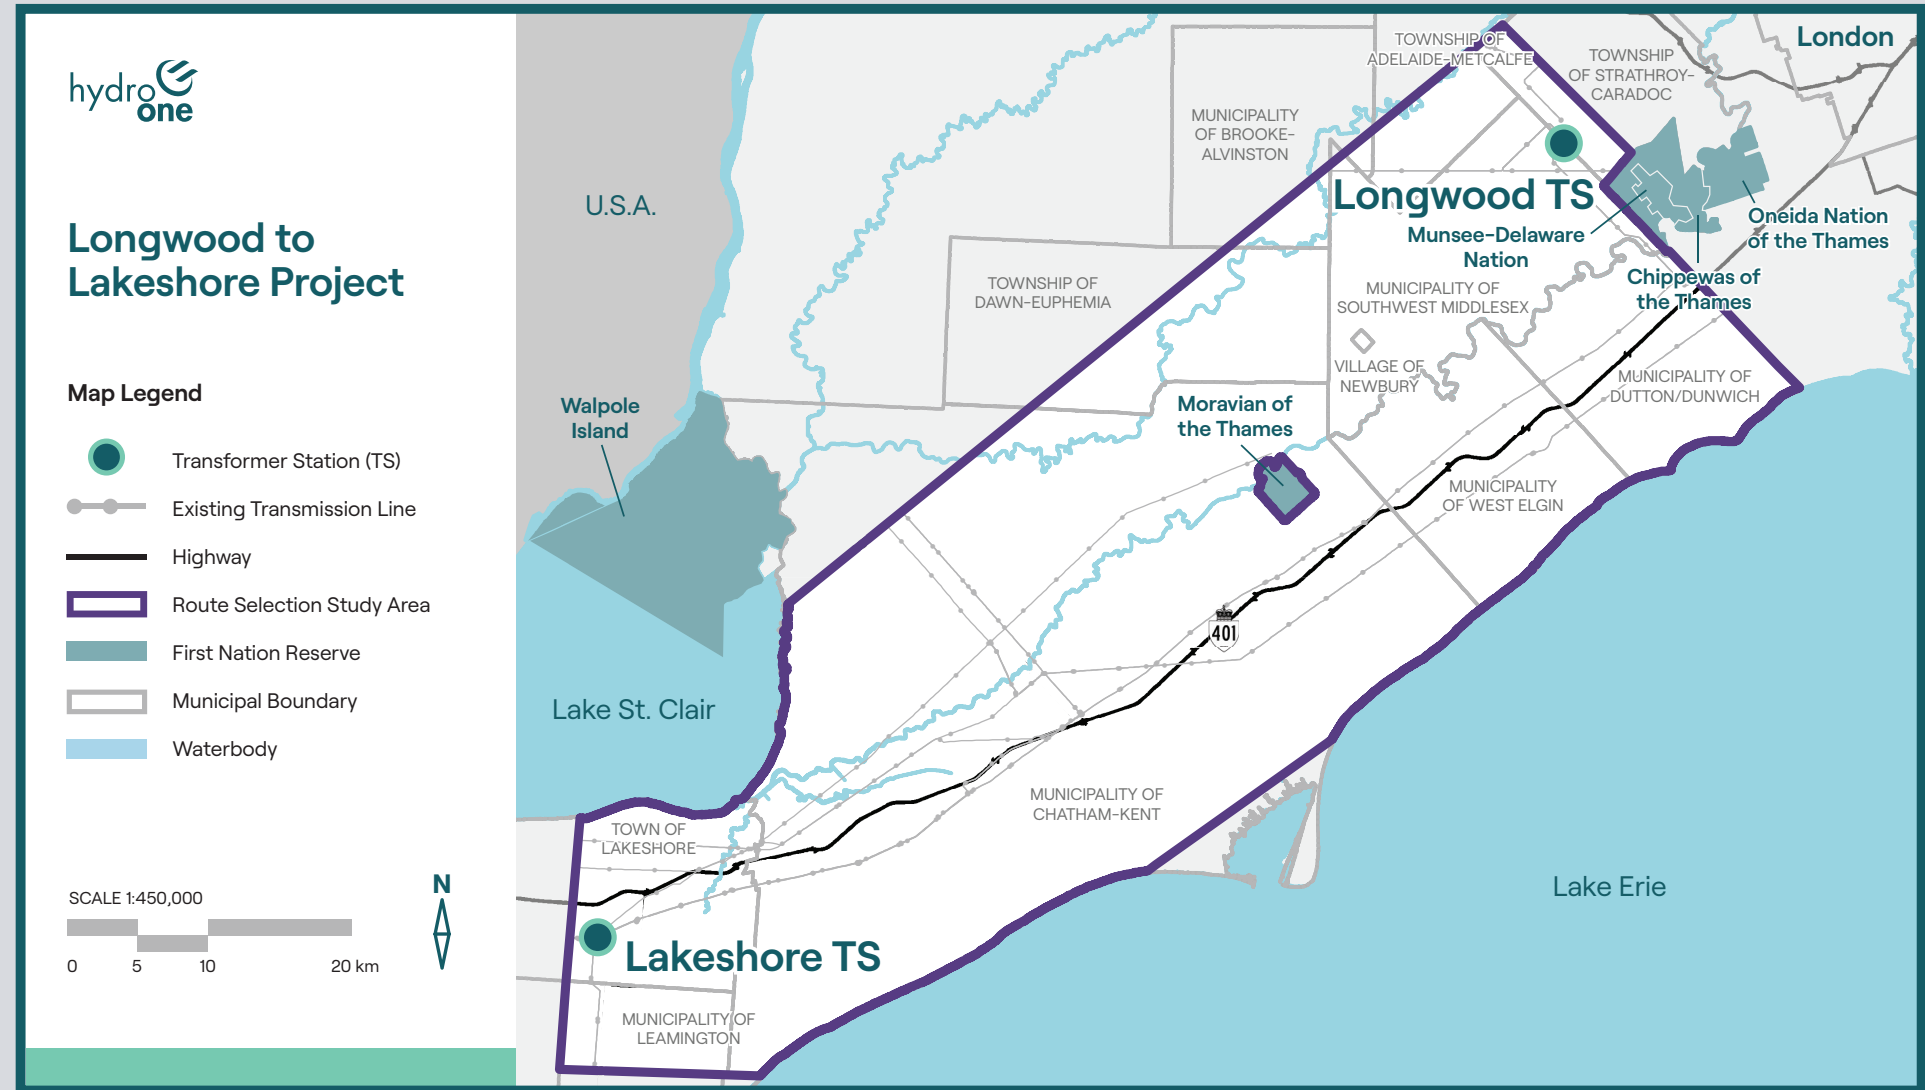 hydro
one
Longwood to
Lakeshore Project
Map Legend
Transformer Station (TS)
Existing Transmission Line
Highway
Route Selection Study Area
First Nation Reserve
Municipal Boundary
Waterbody
SCALE 1:450,000
0 5 10 20 km
N
London
TOWNSHIP OF
ADELAIDE-METCALFE
TOWNSHIP
OF STRATHROY-
CARADOC
MUNICIPALITY
OF BROOKE-
ALVINSTON
U.S.A.
Longwood TS
Munsee-Delaware
Nation
Oneida Nation
of the Thames
Chippewas of
the Thames
TOWNSHIP OF
DAWN-EUPHEMIA
MUNICIPALITY OF
SOUTHWEST MIDDLESEX
VILLAGE OF
NEWBURY
MUNICIPALITY OF
DUTTON/DUNWICH
Walpole
Island
Moravian of
the Thames
MUNICIPALITY
OF WEST ELGIN
401
Lake St. Clair
MUNICIPALITY OF
CHATHAM-KENT
TOWN OF
LAKESHORE
Lake Erie
Lakeshore TS
MUNICIPALITY OF
LEAMINGTON